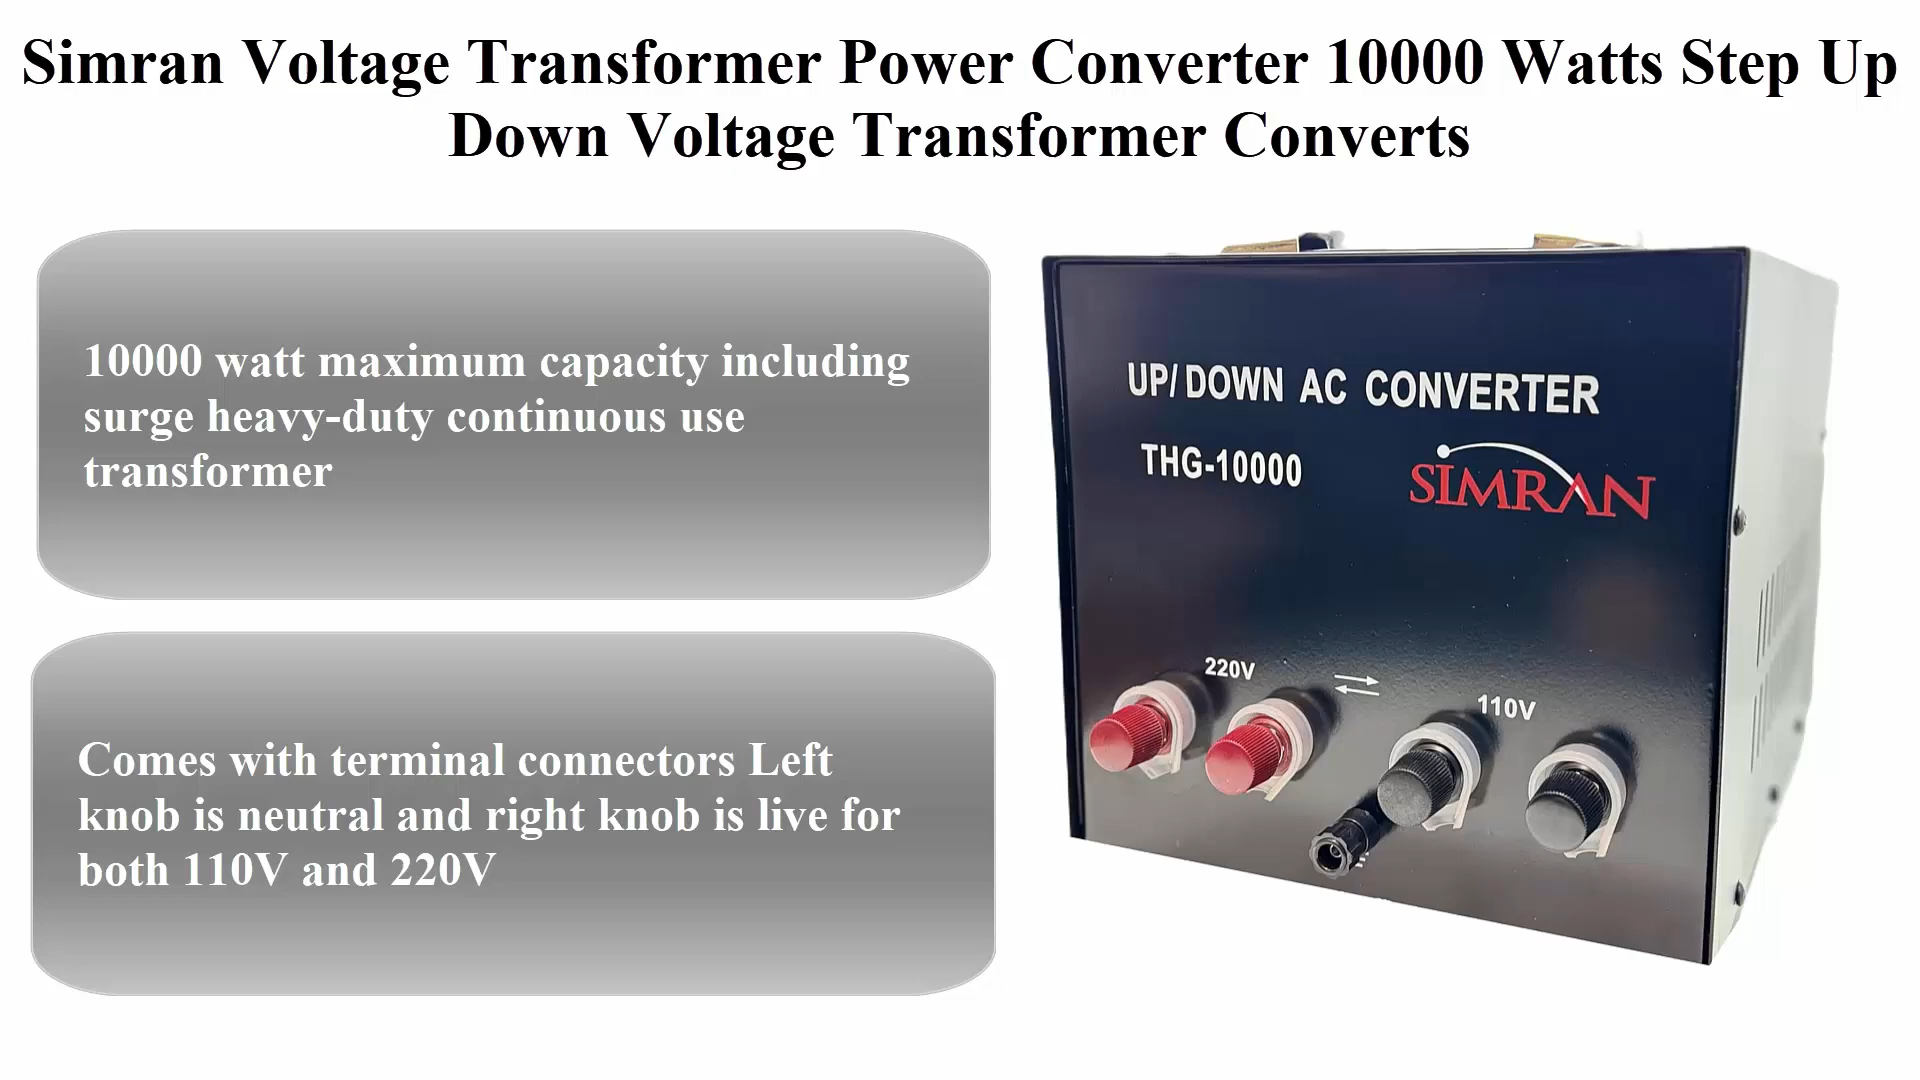 Simran Voltage Transformer Power Converter 10000 Watts Step Up
Down Voltage Transformer Converts
10000 watt maximum capacity including
surge heavy-duty continuous use
transformer
Comes with terminal connectors Left
knob is neutral and right knob is live for
both 110V and 220V
UP/DOWN AC CONVERTER
THG-10000
SIMRAN
220V
110V